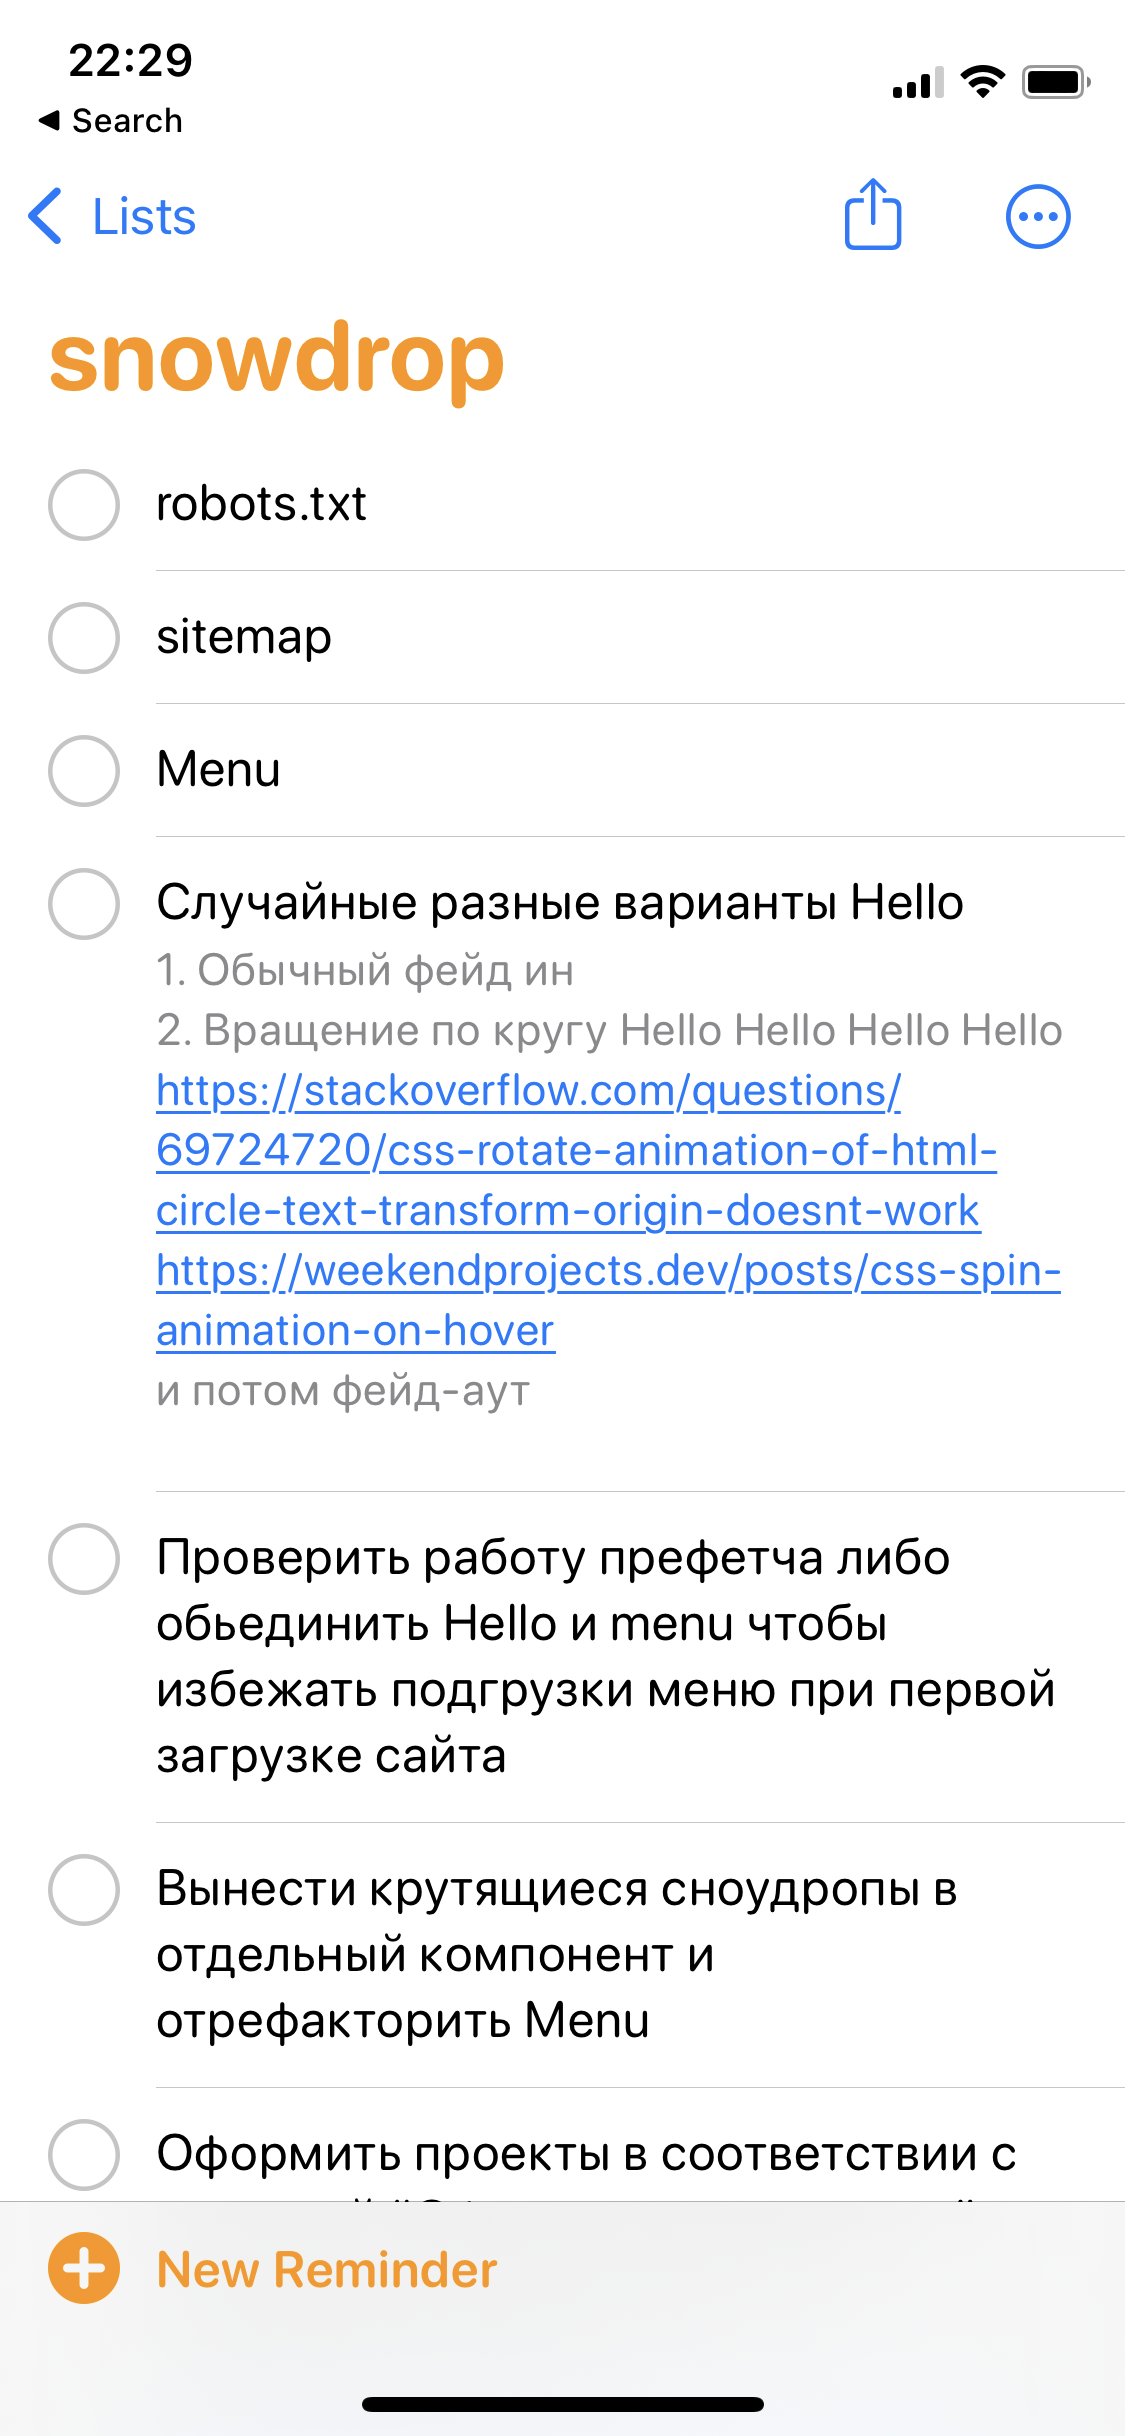 22:29
Search
Lists
snowdrop
robots.txt
sitemap
Menu
Случайные разные варианты Hello
1. Обычный фейд ин
2. Вращение по кругу Hello Hello Hello Hello
https://stackoverflow.com/questions/
69724720/css-rotate-animation-of-html-
circle-text-transform-origin-doesnt-work
https://weekendprojects.dev/posts/css-spin-
animation-on-hover
и потом фейд-аут
Проверить работу префетча либо
обьединить Hello и menu чтобы
избежать подгрузки меню при первой
загрузке сайта
Вынести крутящиеся сноудропы в
отдельный компонент и
отрефакторить Menu
Оформить проекты в соответствии с
New Reminder